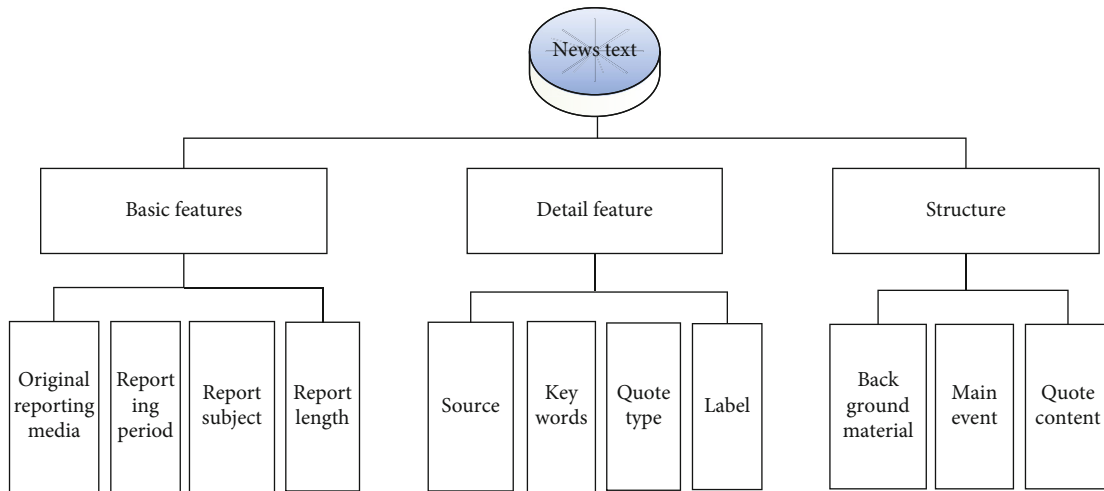 News text
Basic features
Detail feature
Structure
Original
reporting
media
Report
ing
period
Report
subject
Report
length
Source
Key
words
Quote
type
Label
Back
ground
material
Main
event
Quote
content